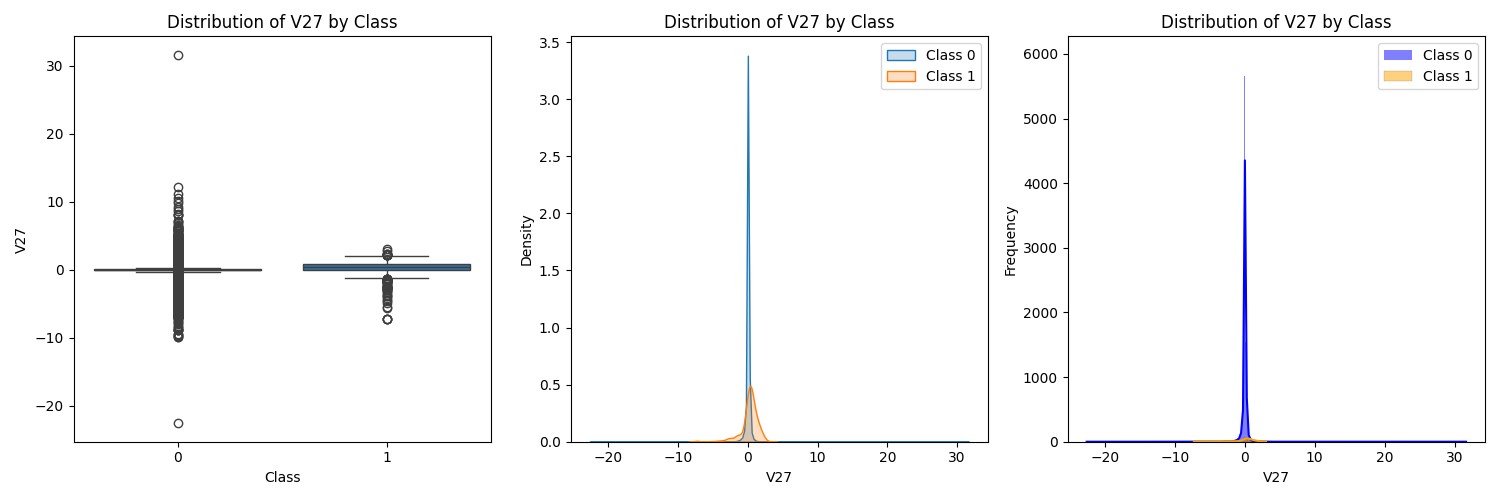 Distribution of V27 by Class
30
20
10
0
−10
−20
V27
0
1
Class
Distribution of V27 by Class
Class 0
Class 1
3.5
3.0
2.5
2.0
1.5
1.0
0.5
0.0
Density
−20
−10
0
10
20
30
V27
Distribution of V27 by Class
Class 0
Class 1
6000
5000
4000
3000
2000
1000
0
Frequency
−20
−10
0
10
20
30
V27